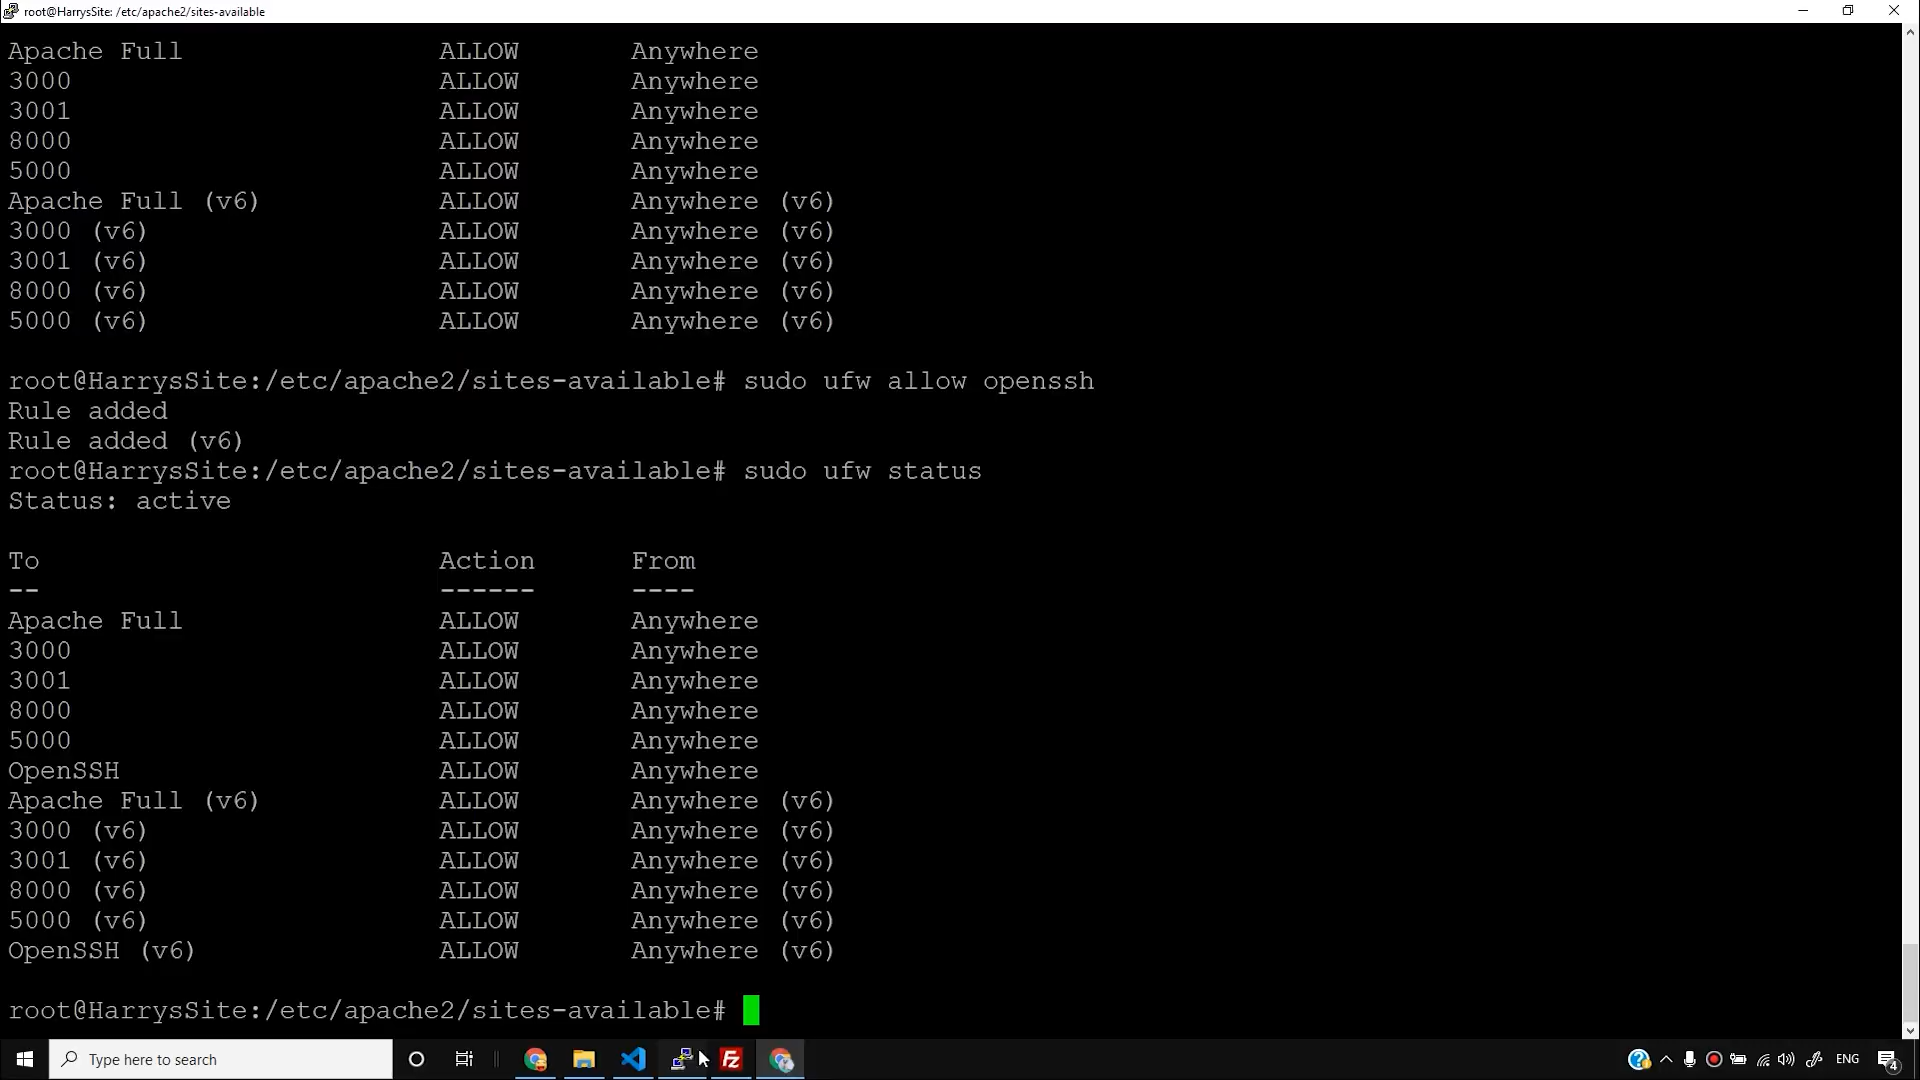 root@HarrysSite: /etc/apache2/sites-available
Apache Full ALLOW Anywhere
3000 ALLOW Anywhere
3001 ALLOW Anywhere
8000 ALLOW Anywhere
5000 ALLOW Anywhere
Apache Full (v6) ALLOW Anywhere (v6)
3000 (v6) ALLOW Anywhere (v6)
3001 (v6) ALLOW Anywhere (v6)
8000 (v6) ALLOW Anywhere (v6)
5000 (v6) ALLOW Anywhere (v6)
root@HarrysSite:/etc/apache2/sites-available# sudo ufw allow openssh
Rule added
Rule added (v6)
root@HarrysSite:/etc/apache2/sites-available# sudo ufw status
Status: active
To Action From
-- ------ ----
Apache Full ALLOW Anywhere
3000 ALLOW Anywhere
3001 ALLOW Anywhere
8000 ALLOW Anywhere
5000 ALLOW Anywhere
OpenSSH ALLOW Anywhere
Apache Full (v6) ALLOW Anywhere (v6)
3000 (v6) ALLOW Anywhere (v6)
3001 (v6) ALLOW Anywhere (v6)
8000 (v6) ALLOW Anywhere (v6)
5000 (v6) ALLOW Anywhere (v6)
OpenSSH (v6) ALLOW Anywhere (v6)
root@HarrysSite:/etc/apache2/sites-available#
Type here to search
Fz
ENG
4